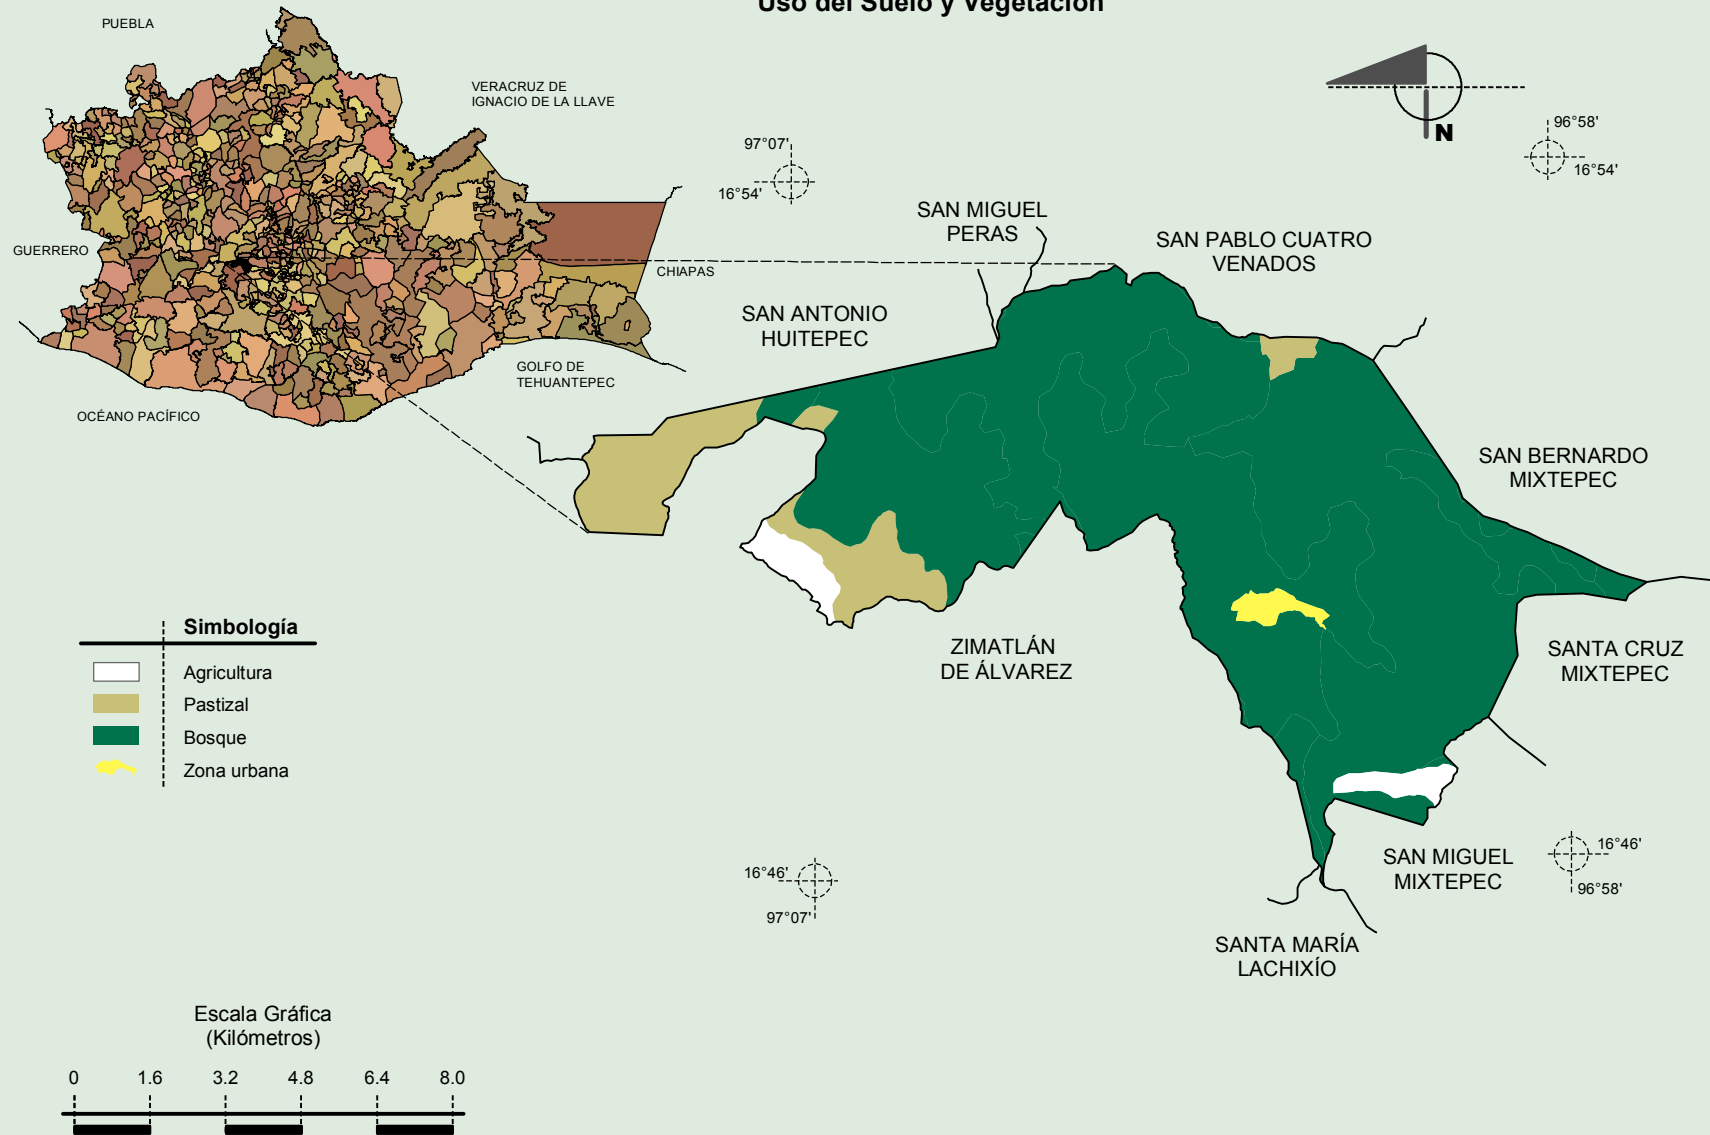 Uso del Suelo y Vegetación
PUEBLA
VERACRUZ DE
IGNACIO DE LA LLAVE
GUERRERO
CHIAPAS
GOLFO DE
TEHUANTEPEC
OCÉANO PACÍFICO
N
97°07'
16°54'
96°58'
16°54'
SAN MIGUEL
PERAS
SAN PABLO CUATRO
VENADOS
SAN ANTONIO
HUITEPEC
SAN BERNARDO
MIXTEPEC
ZIMATLÁN
DE ÁLVAREZ
SANTA CRUZ
MIXTEPEC
SAN MIGUEL
MIXTEPEC
SANTA MARÍA
LACHIXÍO
16°46'
97°07'
16°46'
96°58'
Simbología
Agricultura
Pastizal
Bosque
Zona urbana
Escala Gráfica
(Kilómetros)
0 1.6 3.2 4.8 6.4 8.0